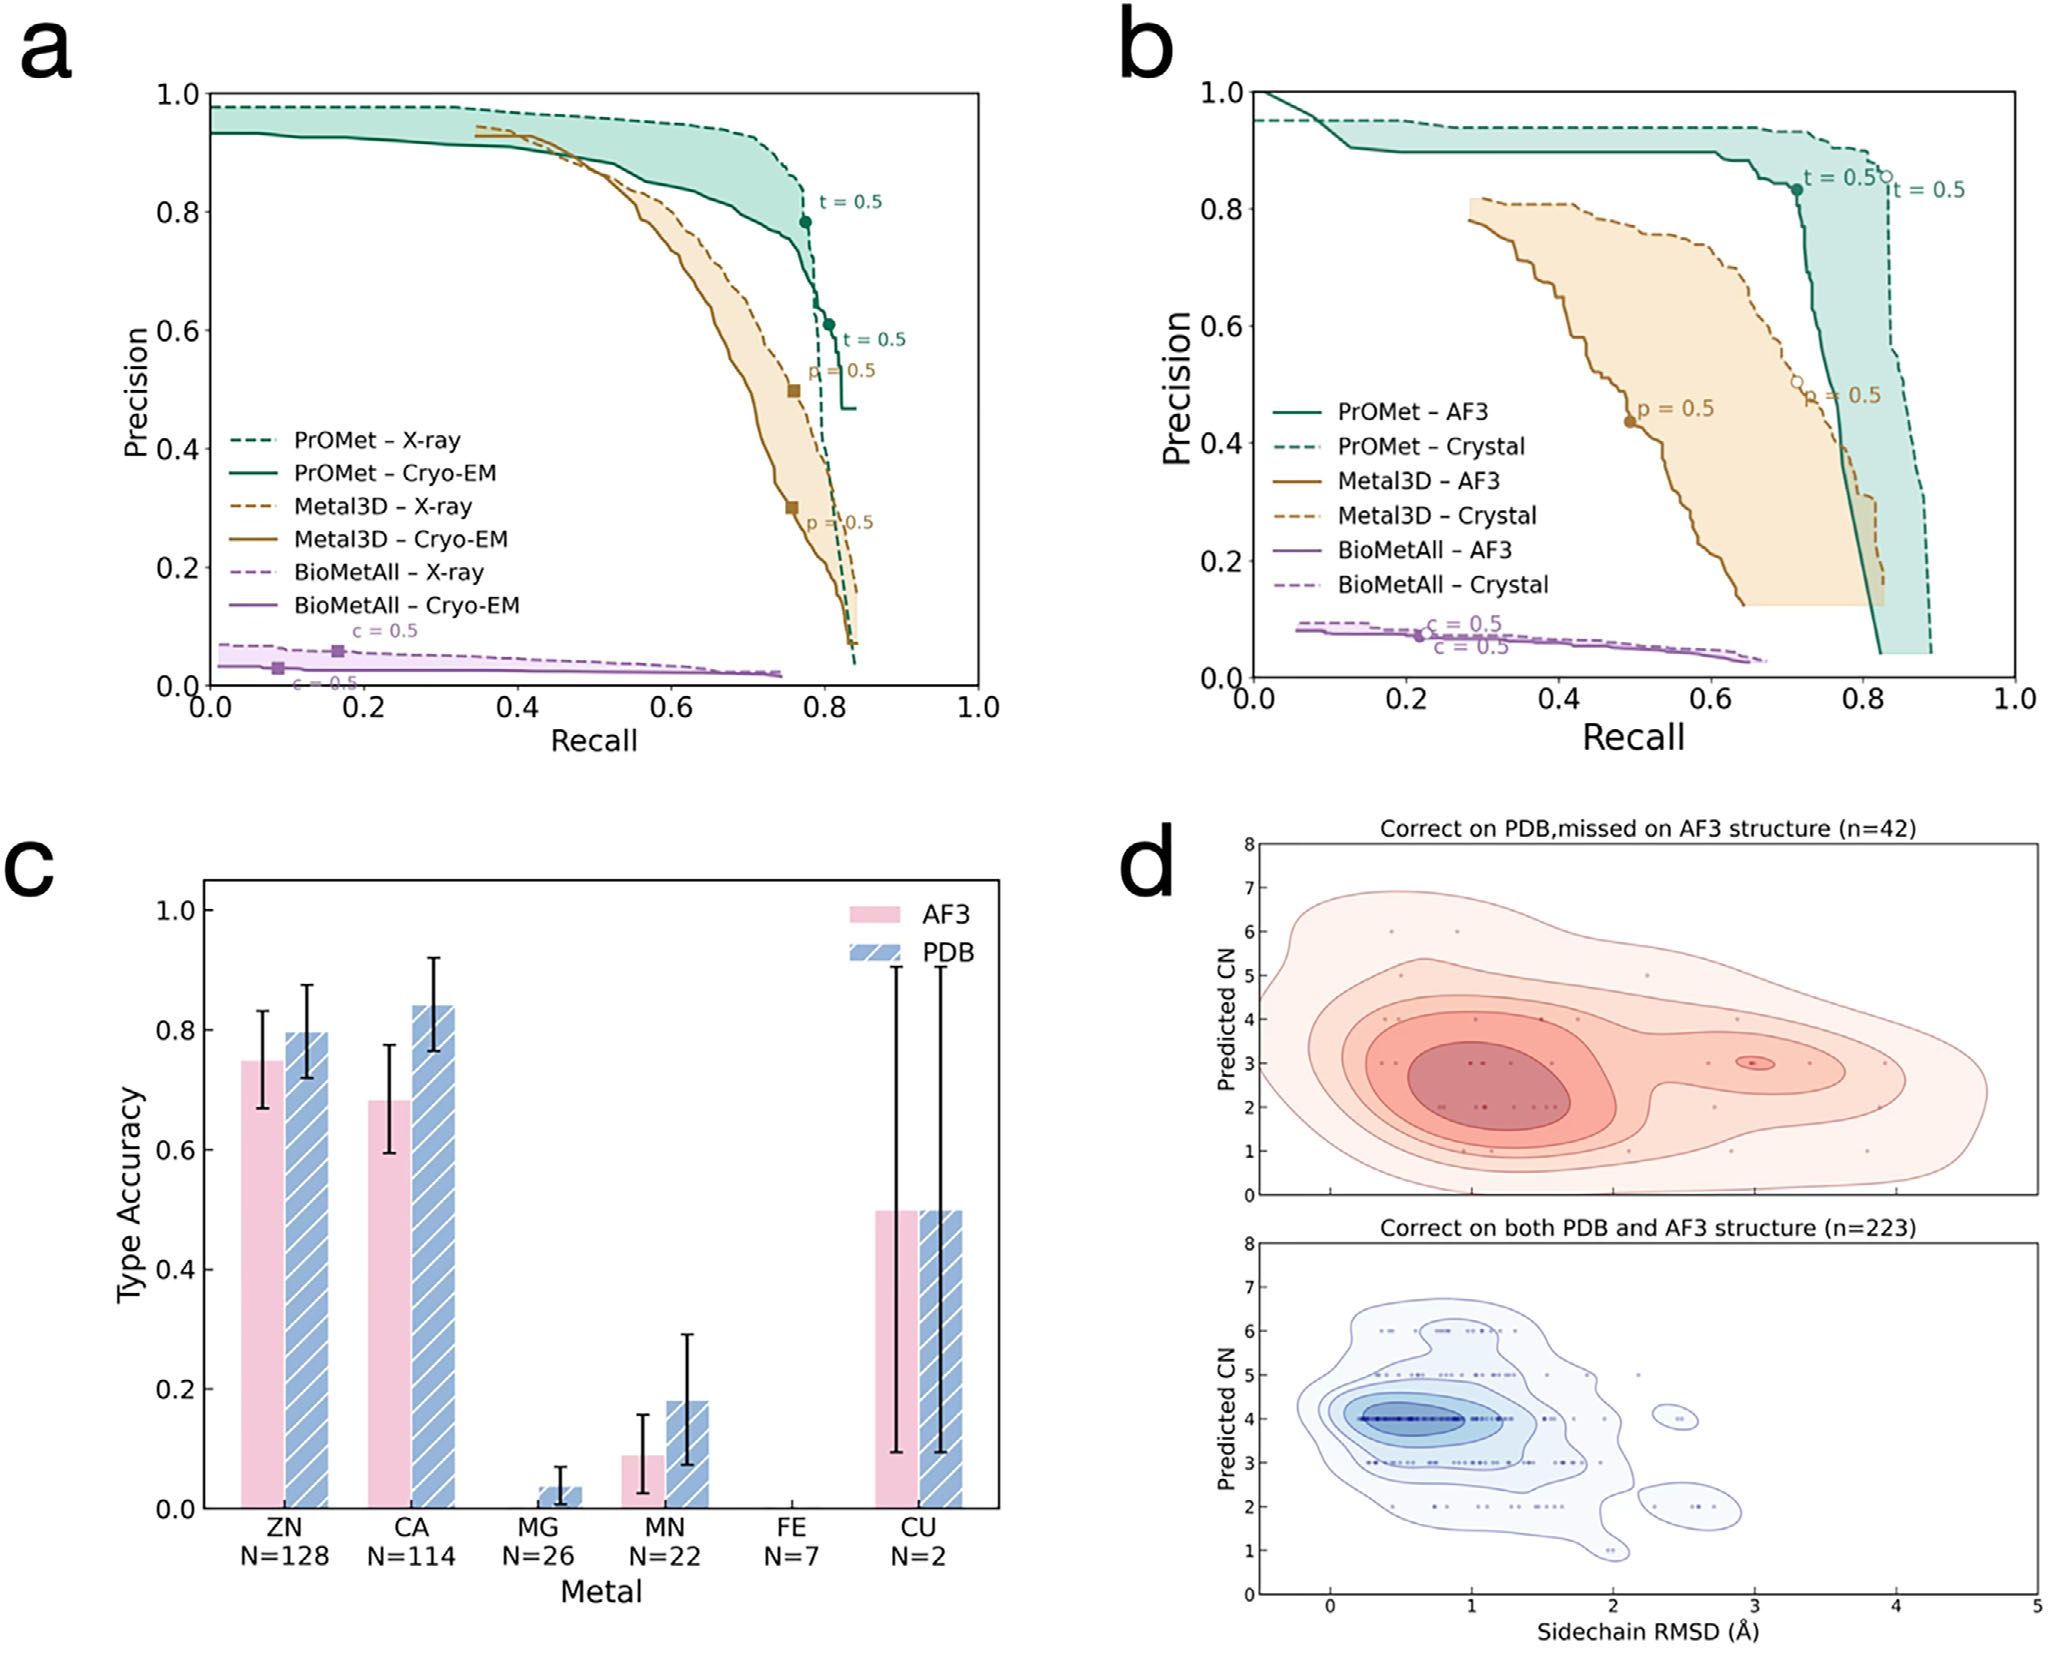 a
1.0
0.8
0.6
0.4
0.2
0.0
Precision
t = 0.5
t = 0.5
p = 0.5
p = 0.5
PrOMet – X-ray
PrOMet – Cryo-EM
Metal3D – X-ray
Metal3D – Cryo-EM
BioMetAll – X-ray
BioMetAll – Cryo-EM
c = 0.5
c = 0.5
0.0 0.2 0.4 0.6 0.8 1.0
Recall
b
1.0
0.8
0.6
0.4
0.2
0.0
Precision
t = 0.5
t = 0.5
p = 0.5
p = 0.5
PrOMet – AF3
PrOMet – Crystal
Metal3D – AF3
Metal3D – Crystal
BioMetAll – AF3
BioMetAll – Crystal
c = 0.5
c = 0.5
0.0 0.2 0.4 0.6 0.8 1.0
Recall
c
1.0
0.8
0.6
0.4
0.2
0.0
Type Accuracy
AF3
PDB
ZN CA MG MN FE CU
N=128 N=114 N=26 N=22 N=7 N=2
Metal
d
Correct on PDB,missed on AF3 structure (n=42)
8
7
6
5
4
3
2
1
0
Predicted CN
Correct on both PDB and AF3 structure (n=223)
8
7
6
5
4
3
2
1
0
Predicted CN
0 1 2 3 4 5
Sidechain RMSD (Å)